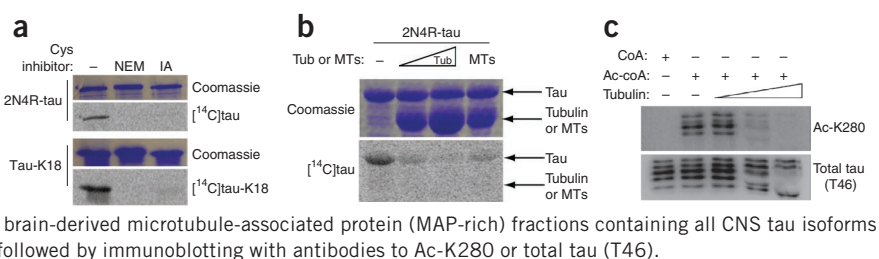 a
Cys
inhibitor: – NEM IA
2N4R-tau
Coomassie
[¹⁴C]tau
Tau-K18
Coomassie
[¹⁴C]tau-K18
b
2N4R-tau
Tub or MTs: – Tub MTs
Coomassie
Tau
Tubulin
or MTs
[¹⁴C]tau
Tau
Tubulin
or MTs
c
CoA: + – – – –
Ac-coA: – + + + +
Tubulin: – –
Ac-K280
Total tau
(T46)
brain-derived microtubule-associated protein (MAP-rich) fractions containing all CNS tau isoforms
followed by immunoblotting with antibodies to Ac-K280 or total tau (T46).